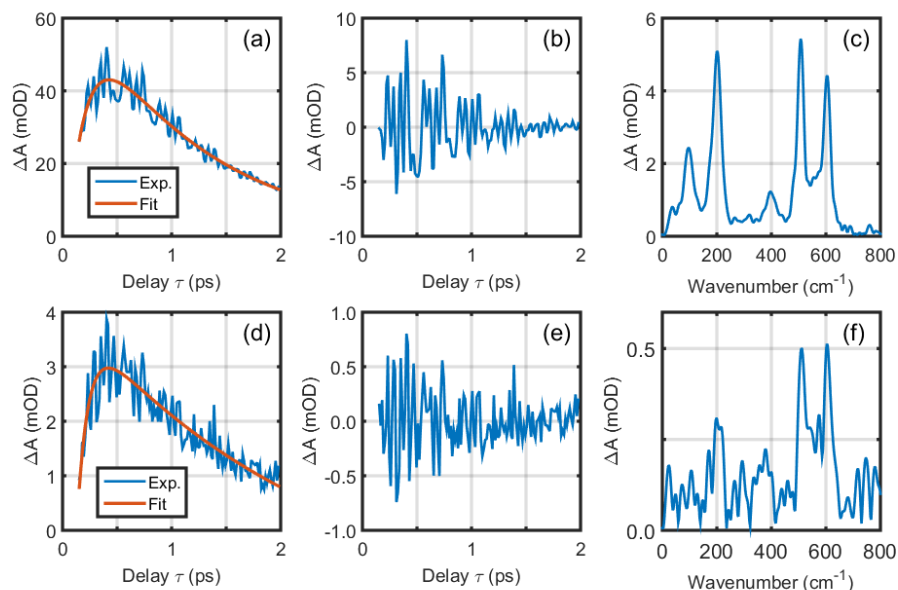 60
40
20
0
ΔA (mOD)
(a)
Exp.
Fit
0
1
2
Delay τ (ps)
10
5
0
-5
-10
ΔA (mOD)
(b)
0
1
2
Delay τ (ps)
6
4
2
0
ΔA (mOD)
(c)
0 200 400 600 800
Wavenumber (cm⁻¹)
4
3
2
1
0
ΔA (mOD)
(d)
Exp.
Fit
0
1
2
Delay τ (ps)
1.0
0.5
0.0
-0.5
-1.0
ΔA (mOD)
(e)
0
1
2
Delay τ (ps)
0.5
0.0
ΔA (mOD)
(f)
0 200 400 600 800
Wavenumber (cm⁻¹)